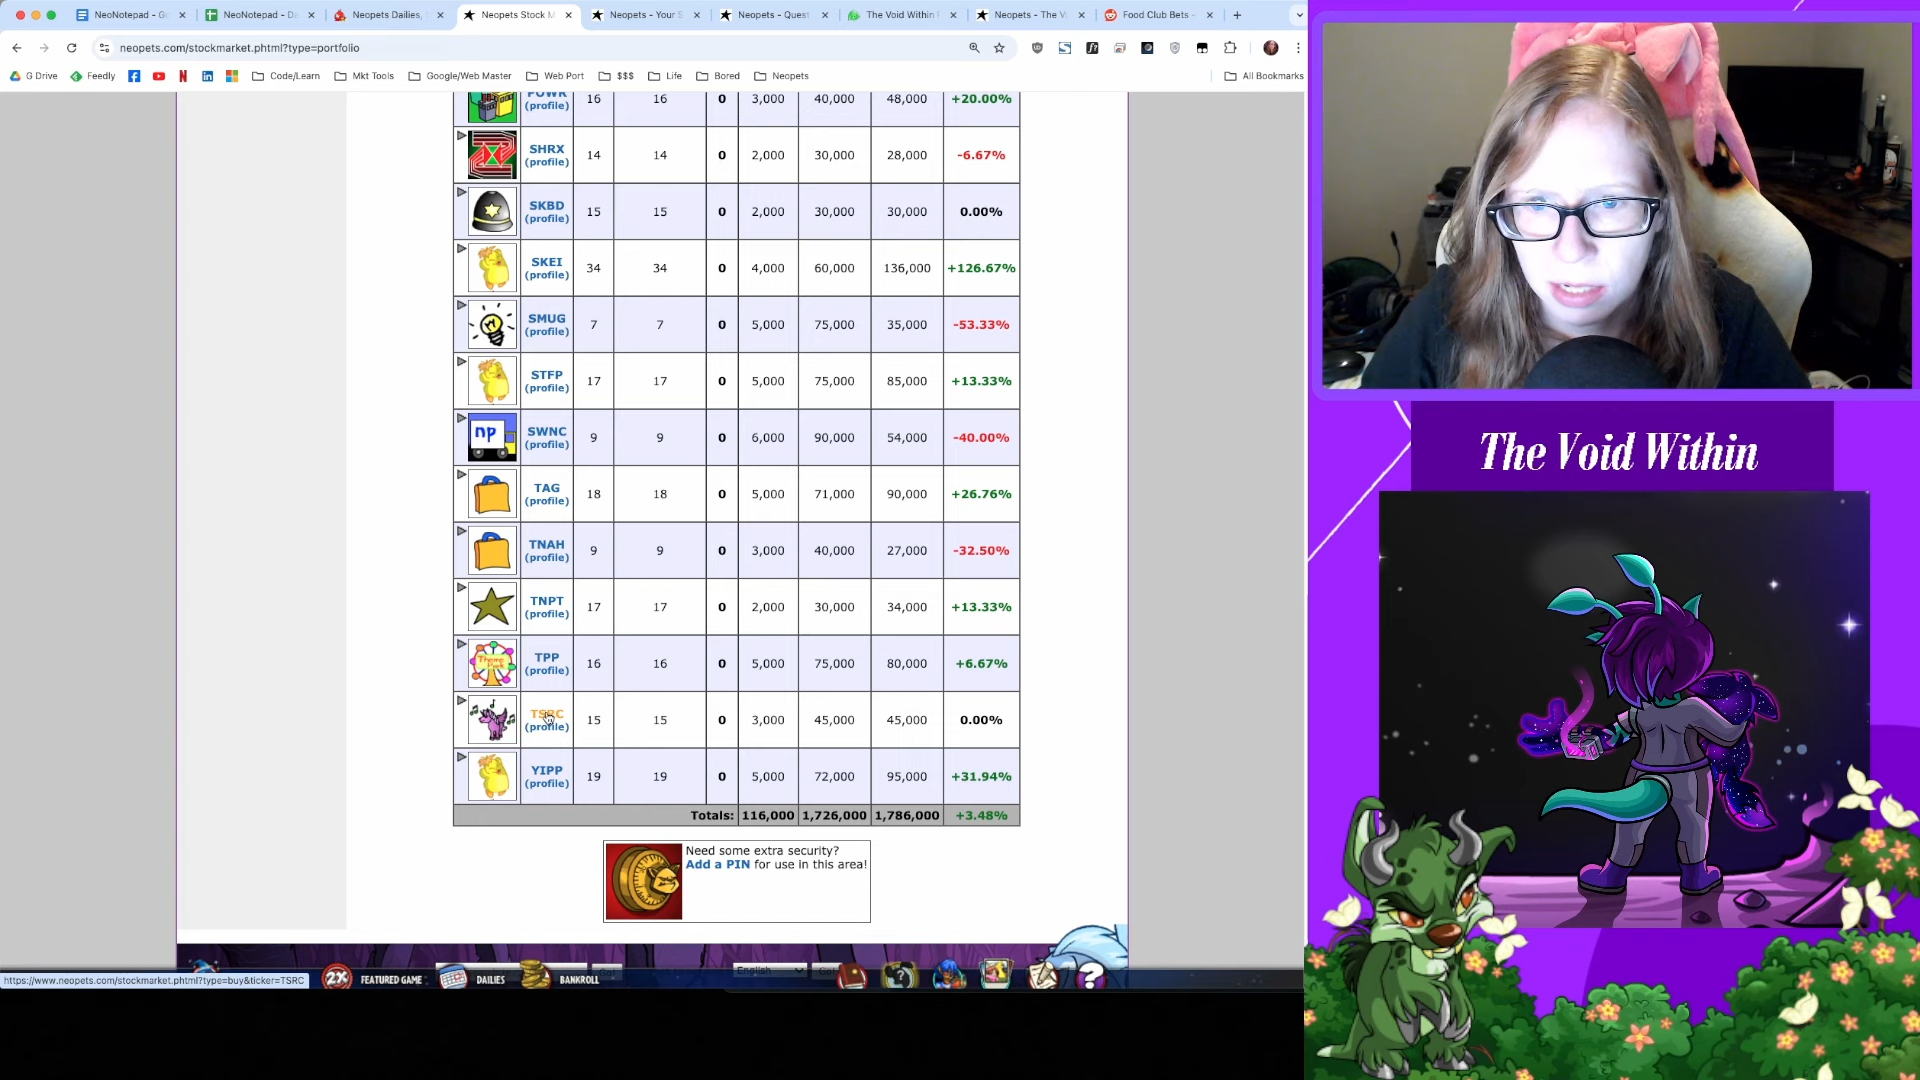 NeoNotepad - G
NeoNotepad - Da
Neopets Dailies,
Neopets Stock M
Neopets - Your S
Neopets - Quest
The Void Within
Neopets - The V
Food Club Bets -
neopets.com/stockmarket.phtml?type=portfolio
G Drive
Feedly
Code/Learn
Mkt Tools
Google/Web Master
Web Port
$$$
Life
Bored
Neopets
All Bookmarks
POWR
(profile) 16 16 0 3,000 40,000 48,000 +20.00%
SHRX
(profile) 14 14 0 2,000 30,000 28,000 -6.67%
SKBD
(profile) 15 15 0 2,000 30,000 30,000 0.00%
SKEI
(profile) 34 34 0 4,000 60,000 136,000 +126.67%
SMUG
(profile) 7 7 0 5,000 75,000 35,000 -53.33%
STFP
(profile) 17 17 0 5,000 75,000 85,000 +13.33%
np
SWNC
(profile) 9 9 0 6,000 90,000 54,000 -40.00%
TAG
(profile) 18 18 0 5,000 71,000 90,000 +26.76%
TNAH
(profile) 9 9 0 3,000 40,000 27,000 -32.50%
TNPT
(profile) 17 17 0 2,000 30,000 34,000 +13.33%
Theme
Park
TPP
(profile) 16 16 0 5,000 75,000 80,000 +6.67%
TSRC
(profile) 15 15 0 3,000 45,000 45,000 0.00%
YIPP
(profile) 19 19 0 5,000 72,000 95,000 +31.94%
Totals: 116,000 1,726,000 1,786,000 +3.48%
Need some extra security?
Add a PIN for use in this area!
https://www.neopets.com/stockmarket.phtml?type=buy&ticker=TSRC
2X
FEATURED GAME
DAILIES
BANKROLL
Go!
English
Go!
The Void Within